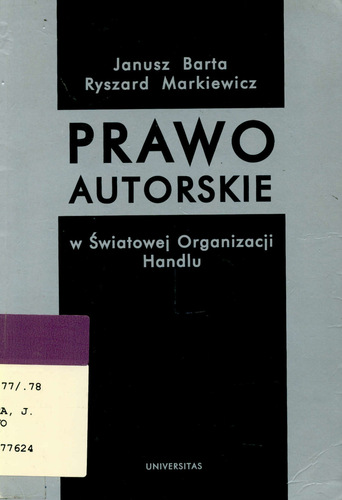 Janusz Barta
Ryszard Markiewicz
PRAWO
AUTORSKIE
w Światowej Organizacji
Handlu
77/.78
A, J.
O
77624
UNIVERSITAS